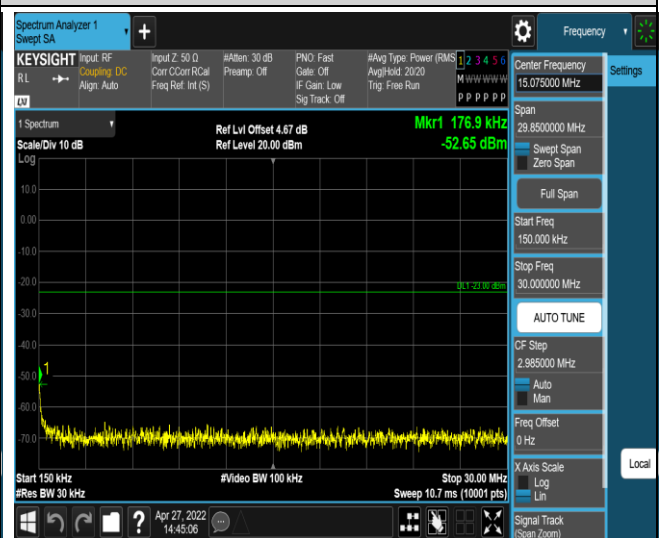 Spectrum Analyzer 1
Swept SA
+
Frequency
KEYSIGHT
RL
LXI
Input: RF
Coupling: DC
Align: Auto
Input Z: 50 Ω
Corr CCorr RCal
Freq Ref: Int (S)
#Atten: 30 dB
Preamp: Off
PNO: Fast
Gate: Off
IF Gain: Low
Sig Track: Off
#Avg Type: Power (RMS
Avg|Hold: 20/20
Trig: Free Run
1 2 3 4 5 6
M W W W W W
P P P P P P
Settings
Center Frequency
15.075000 MHz
Span
29.8500000 MHz
Swept Span
Zero Span
Full Span
Start Freq
150.000 kHz
Stop Freq
30.000000 MHz
AUTO TUNE
CF Step
2.985000 MHz
Auto
Man
Freq Offset
0 Hz
X Axis Scale
Log
Lin
Signal Track
(Span Zoom)
Local
1 Spectrum
Scale/Div 10 dB
Ref Lvl Offset 4.67 dB
Ref Level 20.00 dBm
Mkr1 176.9 kHz
-52.65 dBm
Log
10.0
0.00
-10.0
-20.0
-30.0
-40.0
-50.0
-60.0
-70.0
DL1 -23.00 dBm
1
Start 150 kHz
#Video BW 100 kHz
Stop 30.00 MHz
#Res BW 30 kHz
Sweep 10.7 ms (10001 pts)
?
Apr 27, 2022
14:45:06